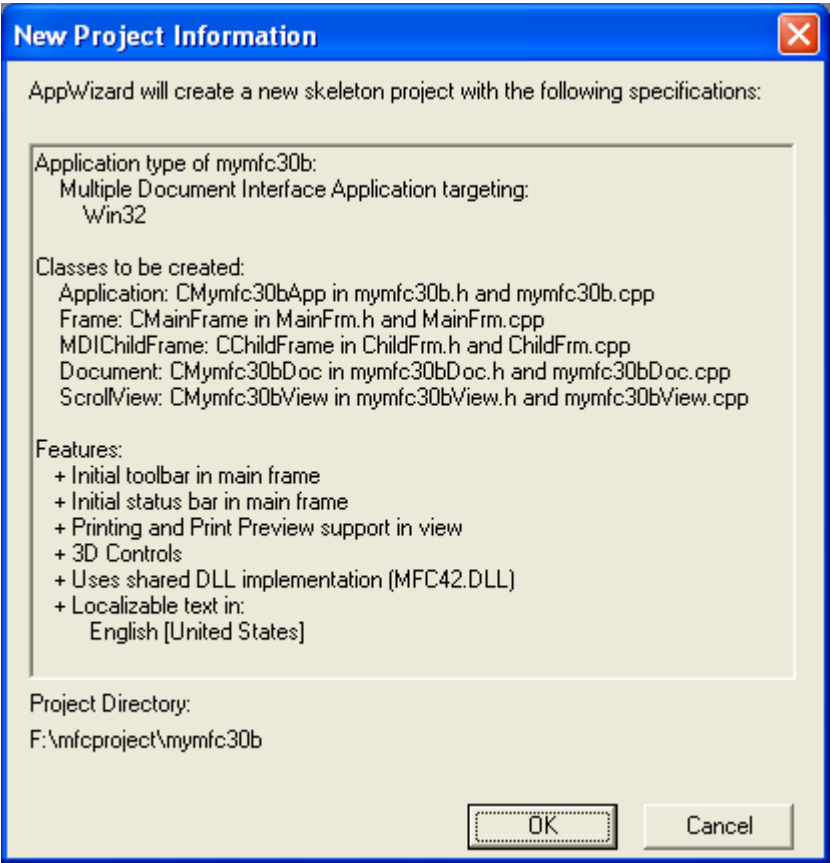 New Project Information
AppWizard will create a new skeleton project with the following specifications:
Application type of mymfc30b:
Multiple Document Interface Application targeting:
Win32
Classes to be created:
Application: CMymfc30bApp in mymfc30b.h and mymfc30b.cpp
Frame: CMainFrame in MainFrm.h and MainFrm.cpp
MDIChildFrame: CChildFrame in ChildFrm.h and ChildFrm.cpp
Document: CMymfc30bDoc in mymfc30bDoc.h and mymfc30bDoc.cpp
ScrollView: CMymfc30bView in mymfc30bView.h and mymfc30bView.cpp
Features:
+ Initial toolbar in main frame
+ Initial status bar in main frame
+ Printing and Print Preview support in view
+ 3D Controls
+ Uses shared DLL implementation (MFC42.DLL)
+ Localizable text in:
English [United States]
Project Directory:
F:\mfcproject\mymfc30b
OK Cancel